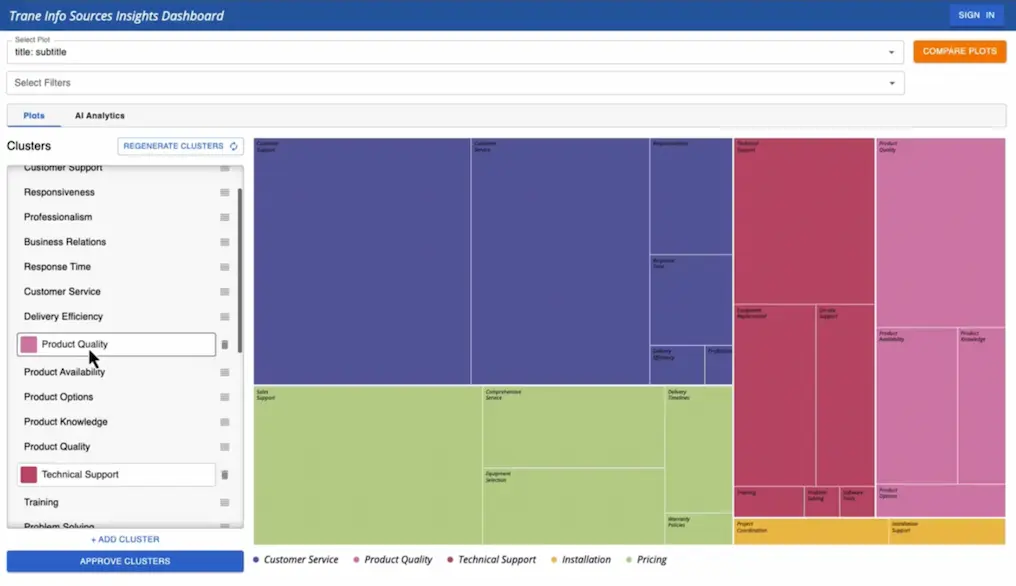 Trane Info Sources Insights Dashboard
SIGN IN
Select Plot
title: subtitle
COMPARE PLOTS
Select Filters
Plots
AI Analytics
Clusters
REGENERATE CLUSTERS
Customer Support
Responsiveness
Professionalism
Business Relations
Response Time
Customer Service
Delivery Efficiency
Product Quality
Product Availability
Product Options
Product Knowledge
Product Quality
Technical Support
Training
Problem Solving
+ ADD CLUSTER
APPROVE CLUSTERS
Customer
Support
Customer
Service
Responsiveness
Response
Time
Delivery
Efficiency
Technical
Support
Equipment
Replacement
On-site
Support
Training
Problem
Solving
Software
Tools
Product
Quality
Product
Availability
Product
Knowledge
Product
Options
Sales
Support
Comprehensive
Service
Equipment
Selection
Delivery
Timelines
Warranty
Policies
Project
Coordination
Installation
Support
Customer Service
Product Quality
Technical Support
Installation
Pricing